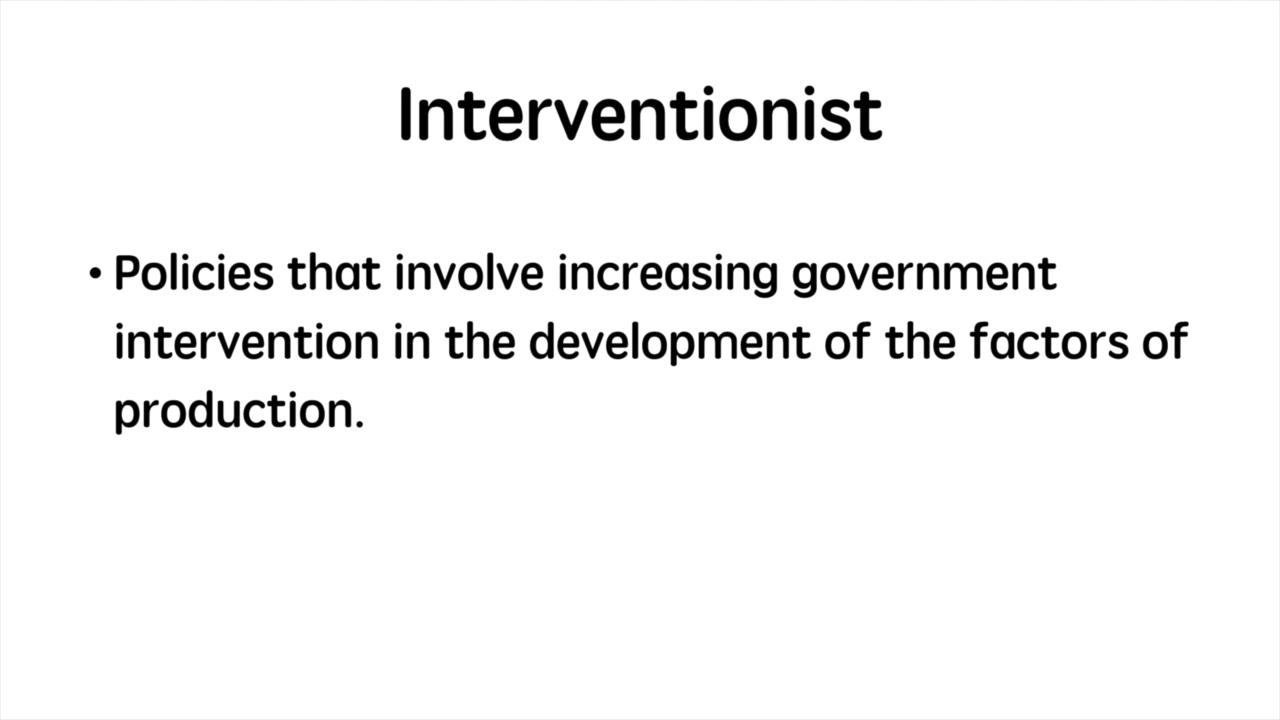 Interventionist
• Policies that involve increasing government
intervention in the development of the factors of
production.